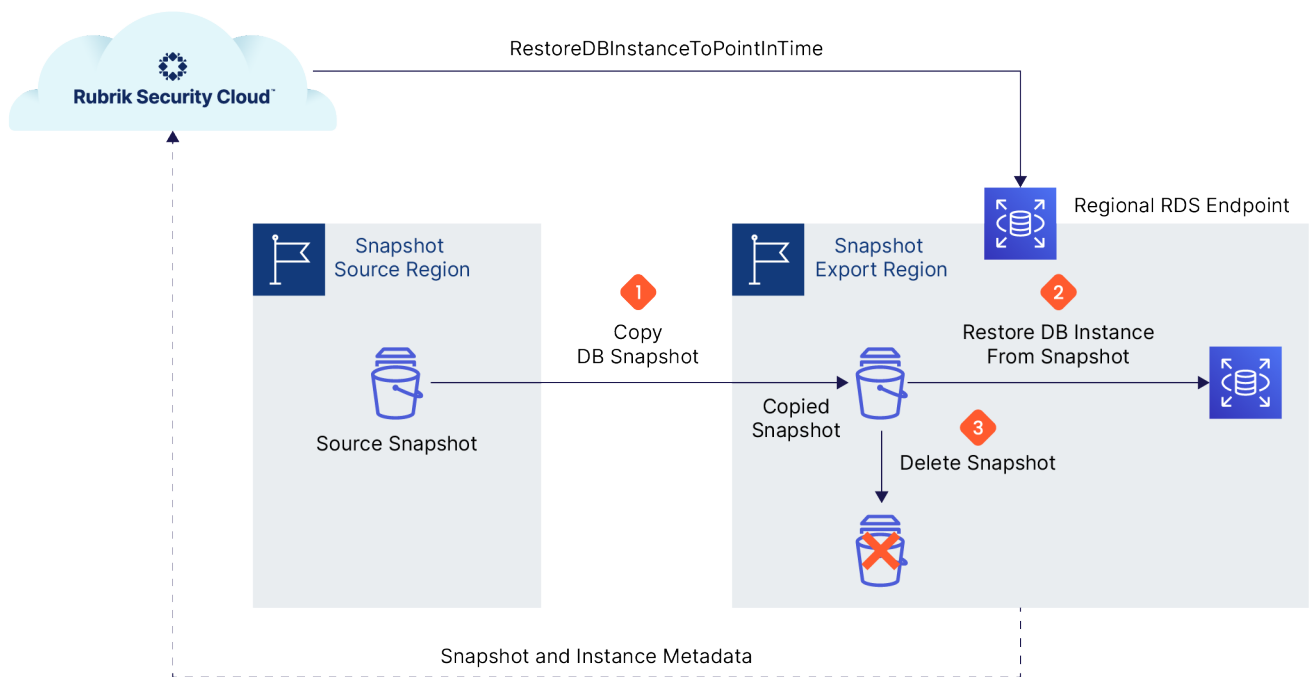 RestoreDBInstanceToPointInTime
Rubrik Security Cloud™
Regional RDS Endpoint
Snapshot
Source Region
Snapshot
Export Region
1
Copy
DB Snapshot
2
Restore DB Instance
From Snapshot
Source Snapshot
Copied
Snapshot
3
Delete Snapshot
Snapshot and Instance Metadata